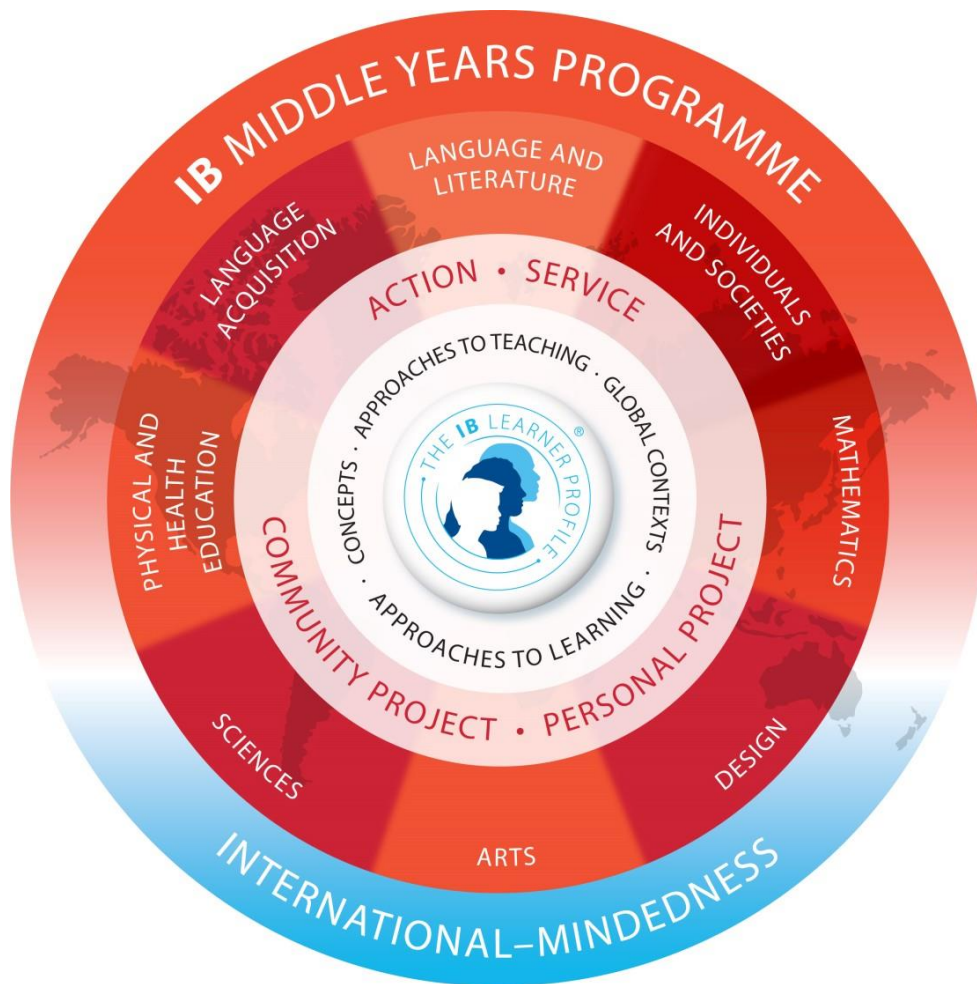 IB MIDDLE YEARS PROGRAMME
LANGUAGE AND
LITERATURE
INDIVIDUALS
AND SOCIETIES
MATHEMATICS
DESIGN
ARTS
SCIENCES
PHYSICAL AND
HEALTH
EDUCATION
LANGUAGE
ACQUISITION
ACTION • SERVICE
PERSONAL PROJECT •
COMMUNITY PROJECT
APPROACHES TO TEACHING ·
GLOBAL CONTEXTS ·
APPROACHES TO LEARNING ·
CONCEPTS ·
THE IB LEARNER PROFILE ®
INTERNATIONAL–MINDEDNESS